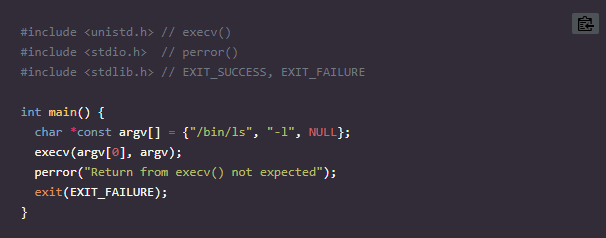 #include <unistd.h> // execv()
#include <stdio.h>  // perror()
#include <stdlib.h> // EXIT_SUCCESS, EXIT_FAILURE

int main() {
  char *const argv[] = {"/bin/ls", "-l", NULL};
  execv(argv[0], argv);
  perror("Return from execv() not expected");
  exit(EXIT_FAILURE);
}